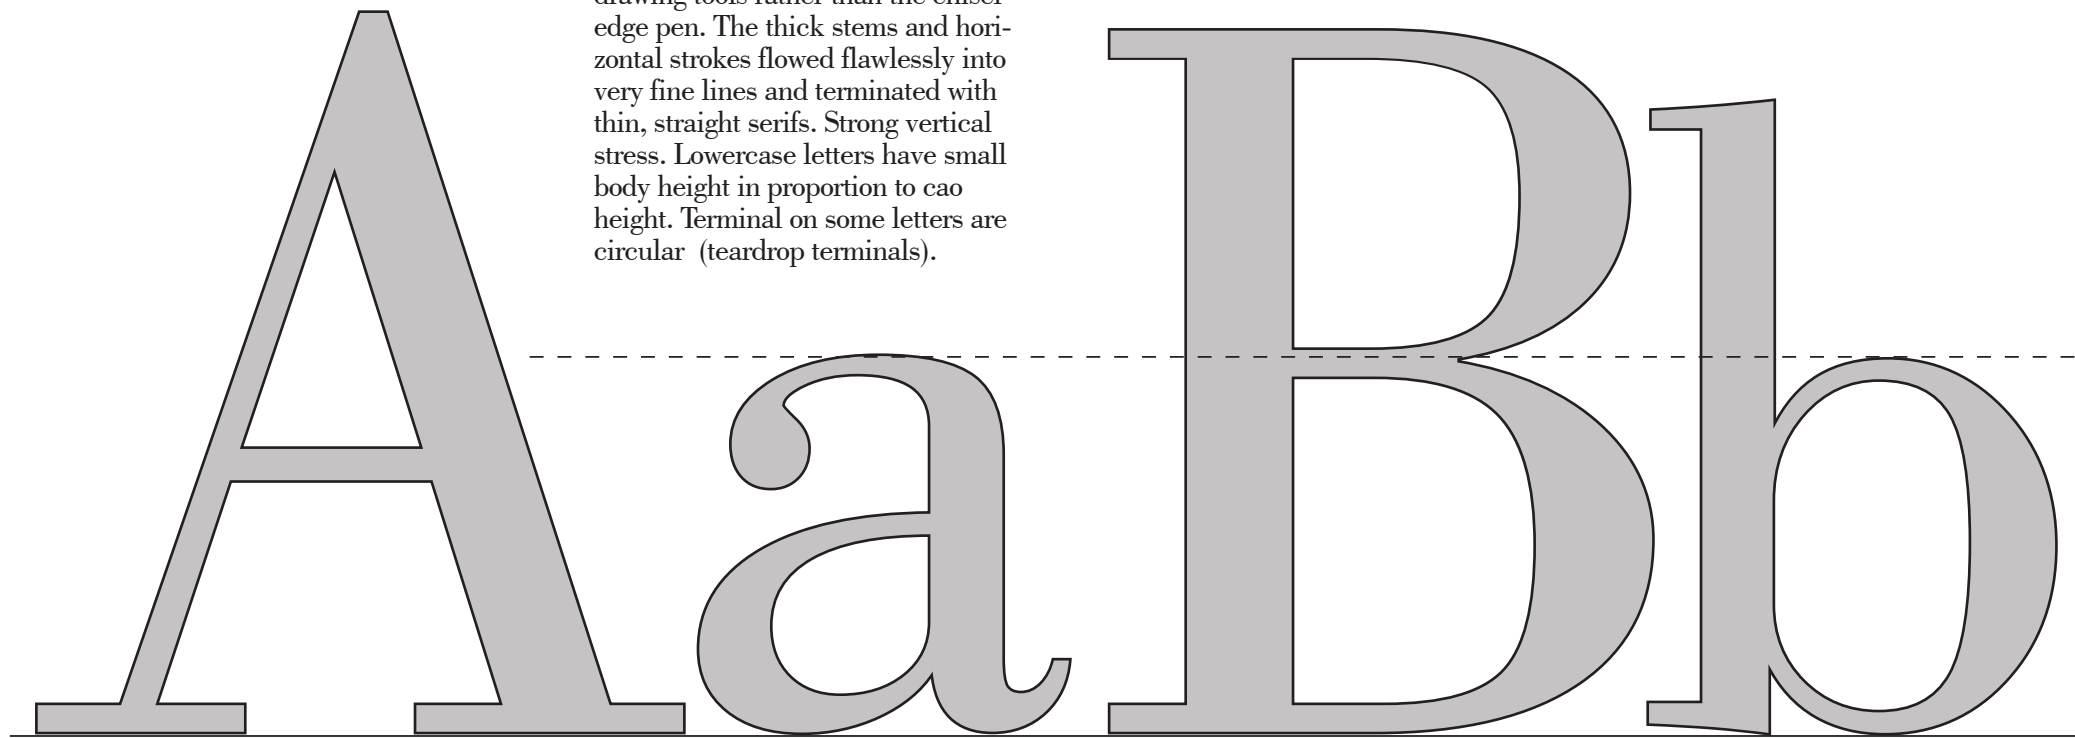 drawing tools rather than the chisel
edge pen. The thick stems and hori-
zontal strokes flowed flawlessly into
very fine lines and terminated with
thin, straight serifs. Strong vertical
stress. Lowercase letters have small
body height in proportion to cao
height. Terminal on some letters are
circular (teardrop terminals).
AaBb